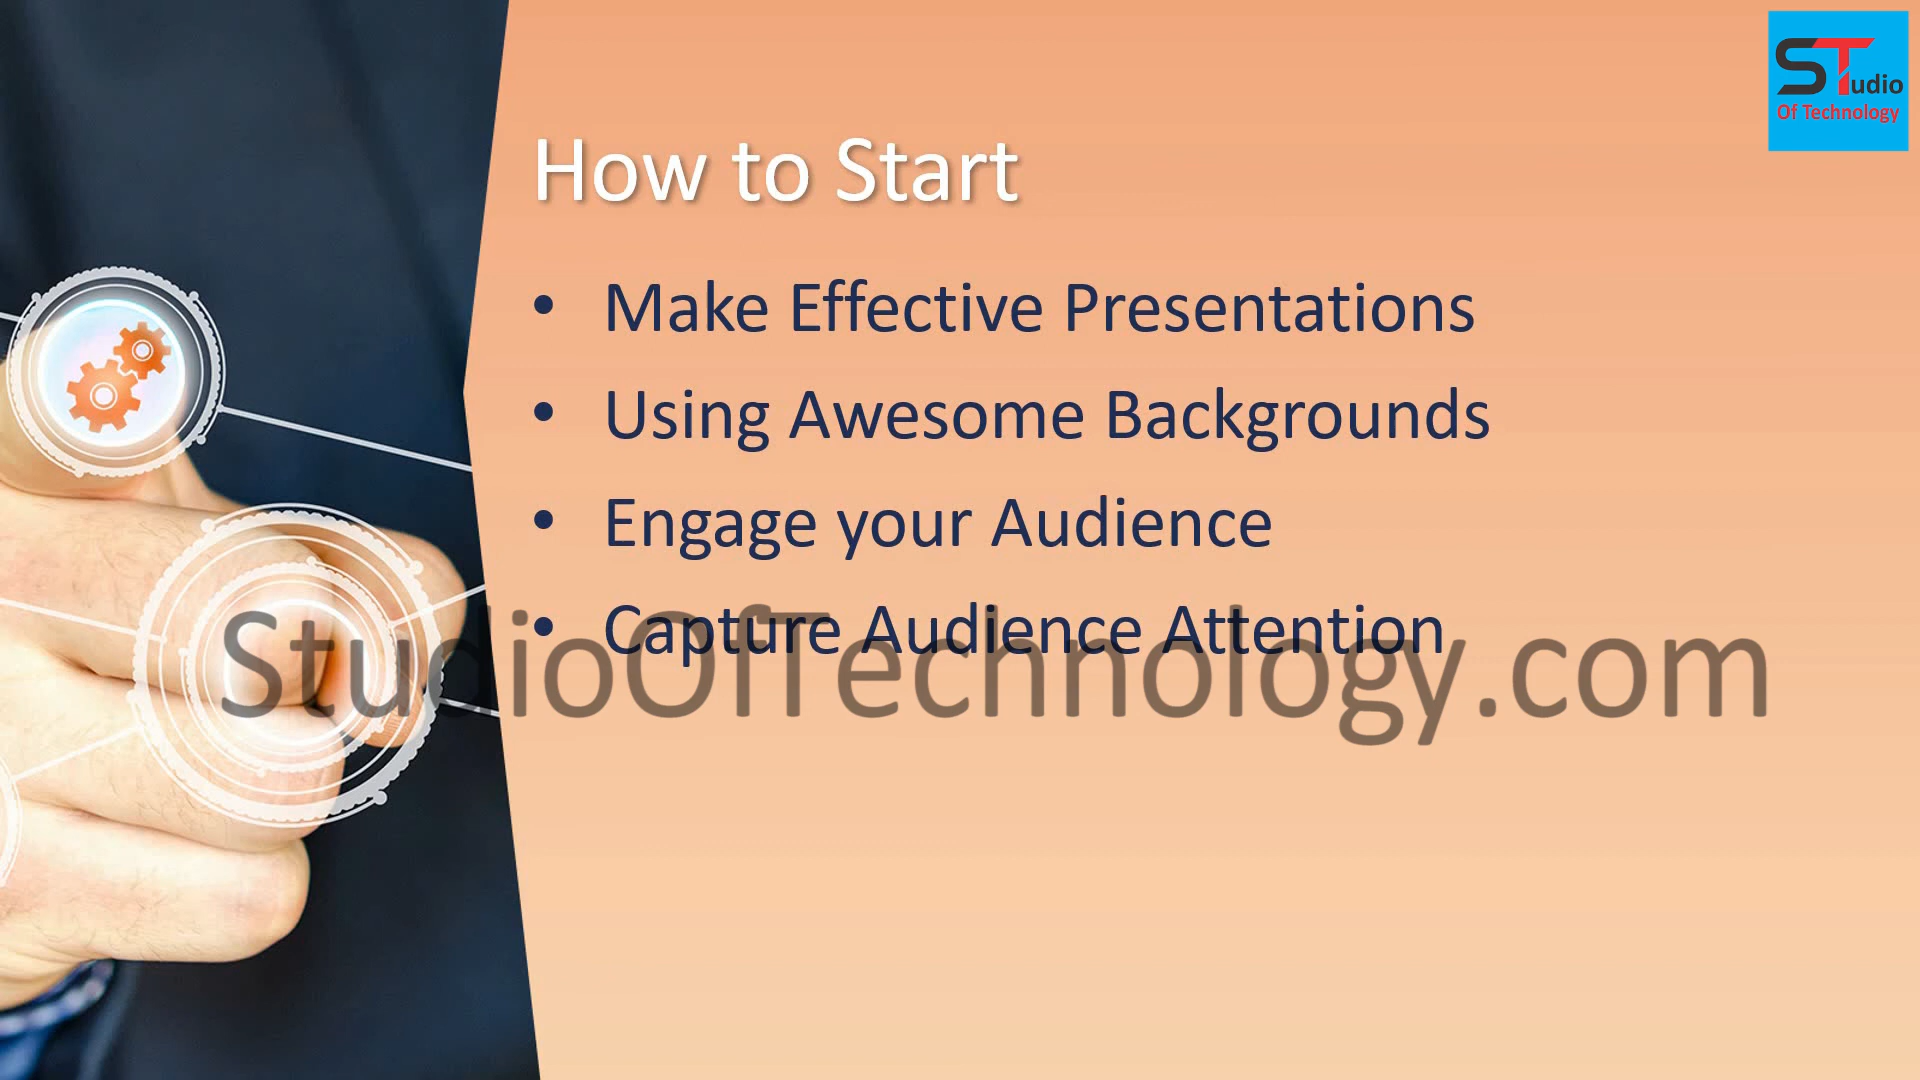 STudio
Of Technology
How to Start
• Make Effective Presentations
• Using Awesome Backgrounds
• Engage your Audience
• Capture Audience Attention
StudioOfTechnology.com